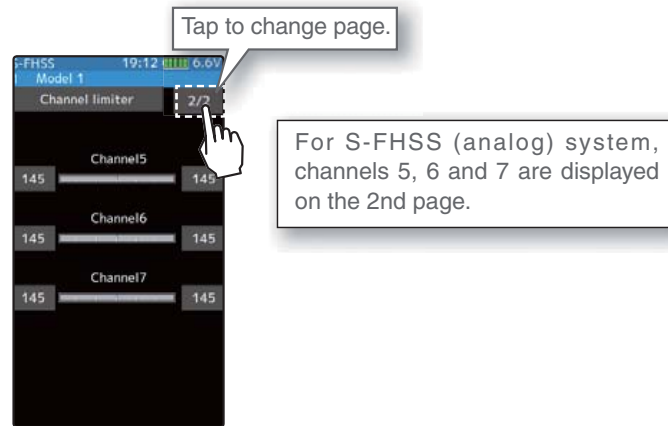 Tap to change page.
S-FHSS 19:12 6.6V
Model 1
Channel limiter 2/2
Channel5
145 145
Channel6
145 145
Channel7
145 145
For S-FHSS (analog) system,
channels 5, 6 and 7 are displayed
on the 2nd page.